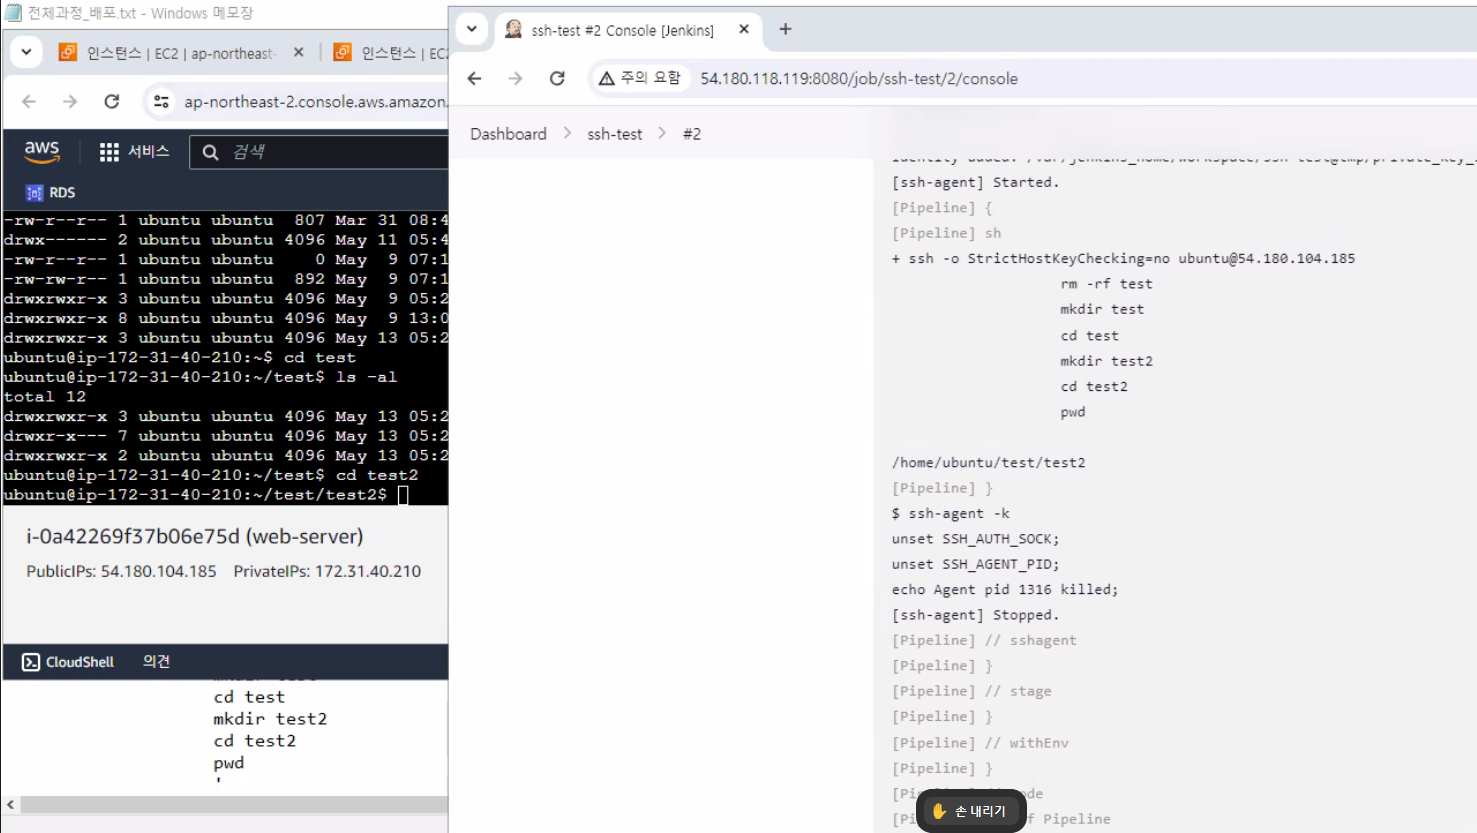 전체과정_배포.txt - Windows 메모장
인스턴스 | EC2 | ap-northeast-
인스턴스 | EC2
ap-northeast-2.console.aws.amazon.
aws
서비스
검색
RDS
-rw-r--r-- 1 ubuntu ubuntu  807 Mar 31 08:4
drwx------ 2 ubuntu ubuntu 4096 May 11 05:4
-rw-r--r-- 1 ubuntu ubuntu    0 May  9 07:1
-rw-rw-r-- 1 ubuntu ubuntu  892 May  9 07:1
drwxrwxr-x 3 ubuntu ubuntu 4096 May  9 05:2
drwxrwxr-x 8 ubuntu ubuntu 4096 May  9 13:0
drwxrwxr-x 3 ubuntu ubuntu 4096 May 13 05:2
ubuntu@ip-172-31-40-210:~$ cd test
ubuntu@ip-172-31-40-210:~/test$ ls -al
total 12
drwxrwxr-x 3 ubuntu ubuntu 4096 May 13 05:2
drwxr-x--- 7 ubuntu ubuntu 4096 May 13 05:2
drwxrwxr-x 2 ubuntu ubuntu 4096 May 13 05:2
ubuntu@ip-172-31-40-210:~/test$ cd test2
ubuntu@ip-172-31-40-210:~/test/test2$
i-0a42269f37b06e75d (web-server)
PublicIPs: 54.180.104.185 PrivateIPs: 172.31.40.210
CloudShell 의견
cd test
mkdir test2
cd test2
pwd
ssh-test #2 Console [Jenkins]
주의 요함
54.180.118.119:8080/job/ssh-test/2/console
Dashboard > ssh-test > #2
[ssh-agent] Started.
[Pipeline] {
[Pipeline] sh
+ ssh -o StrictHostKeyChecking=no ubuntu@54.180.104.185
rm -rf test
mkdir test
cd test
mkdir test2
cd test2
pwd
/home/ubuntu/test/test2
[Pipeline] }
$ ssh-agent -k
unset SSH_AUTH_SOCK;
unset SSH_AGENT_PID;
echo Agent pid 1316 killed;
[ssh-agent] Stopped.
[Pipeline] // sshagent
[Pipeline] }
[Pipeline] // stage
[Pipeline] }
[Pipeline] // withEnv
[Pipeline] }
손 내리기
Pipeline